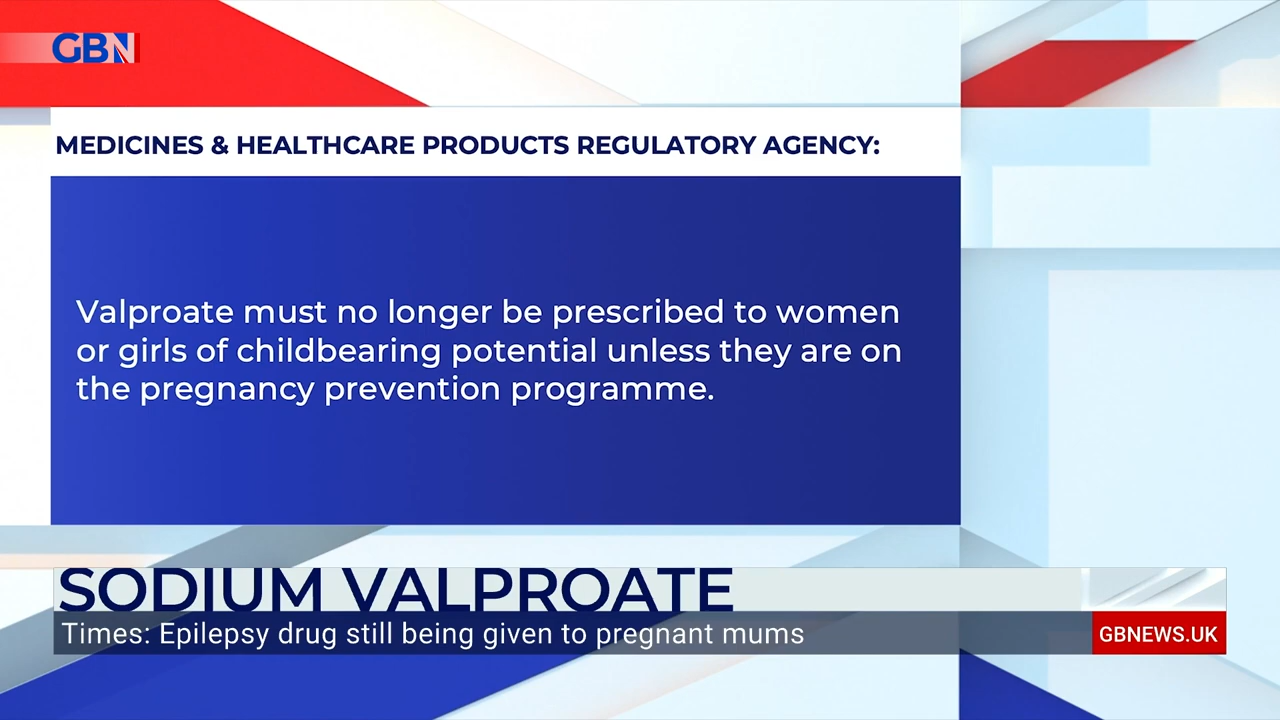 GBN
MEDICINES & HEALTHCARE PRODUCTS REGULATORY AGENCY:
Valproate must no longer be prescribed to women
or girls of childbearing potential unless they are on
the pregnancy prevention programme.
SODIUM VALPROATE
Times: Epilepsy drug still being given to pregnant mums
GBNEWS.UK